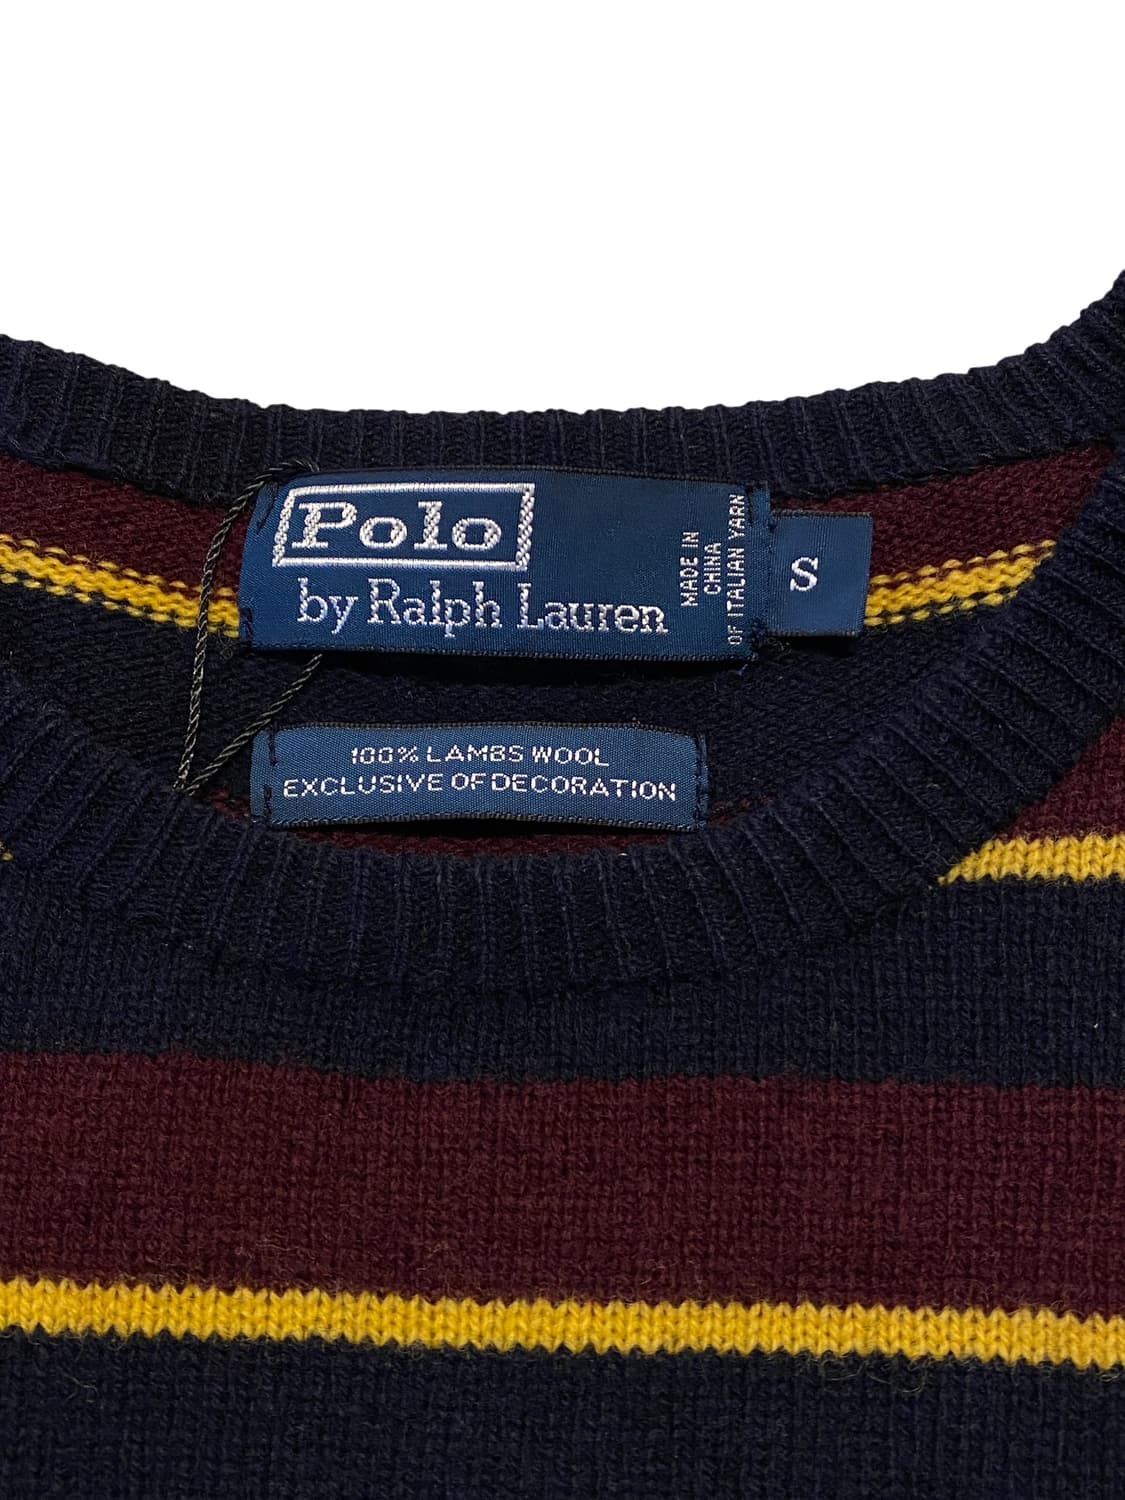 Polo
by Ralph Lauren
MADE IN
CHINA
OF ITALIAN YARN
S
100% LAMBS WOOL
EXCLUSIVE OF DECORATION